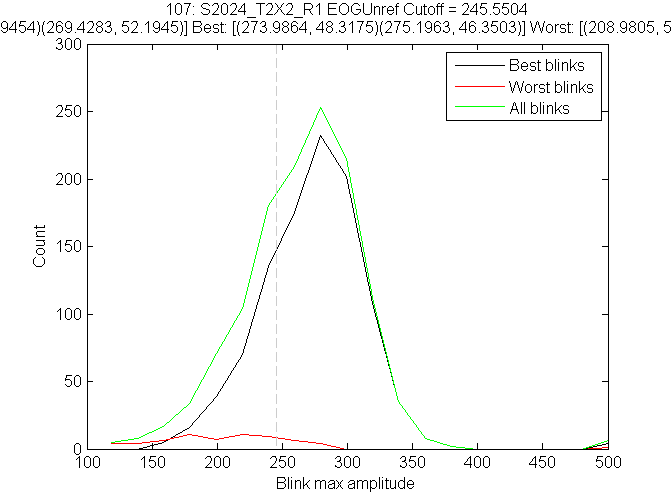 107: S2024_T2X2_R1 EOGUnref Cutoff = 245.5504
9454)(269.4283, 52.1945)] Best: [(273.9864, 48.3175)(275.1963, 46.3503)] Worst: [(208.9805, 5
300
250
200
150
100
50
0
Count
Best blinks
Worst blinks
All blinks
100 150 200 250 300 350 400 450 500
Blink max amplitude